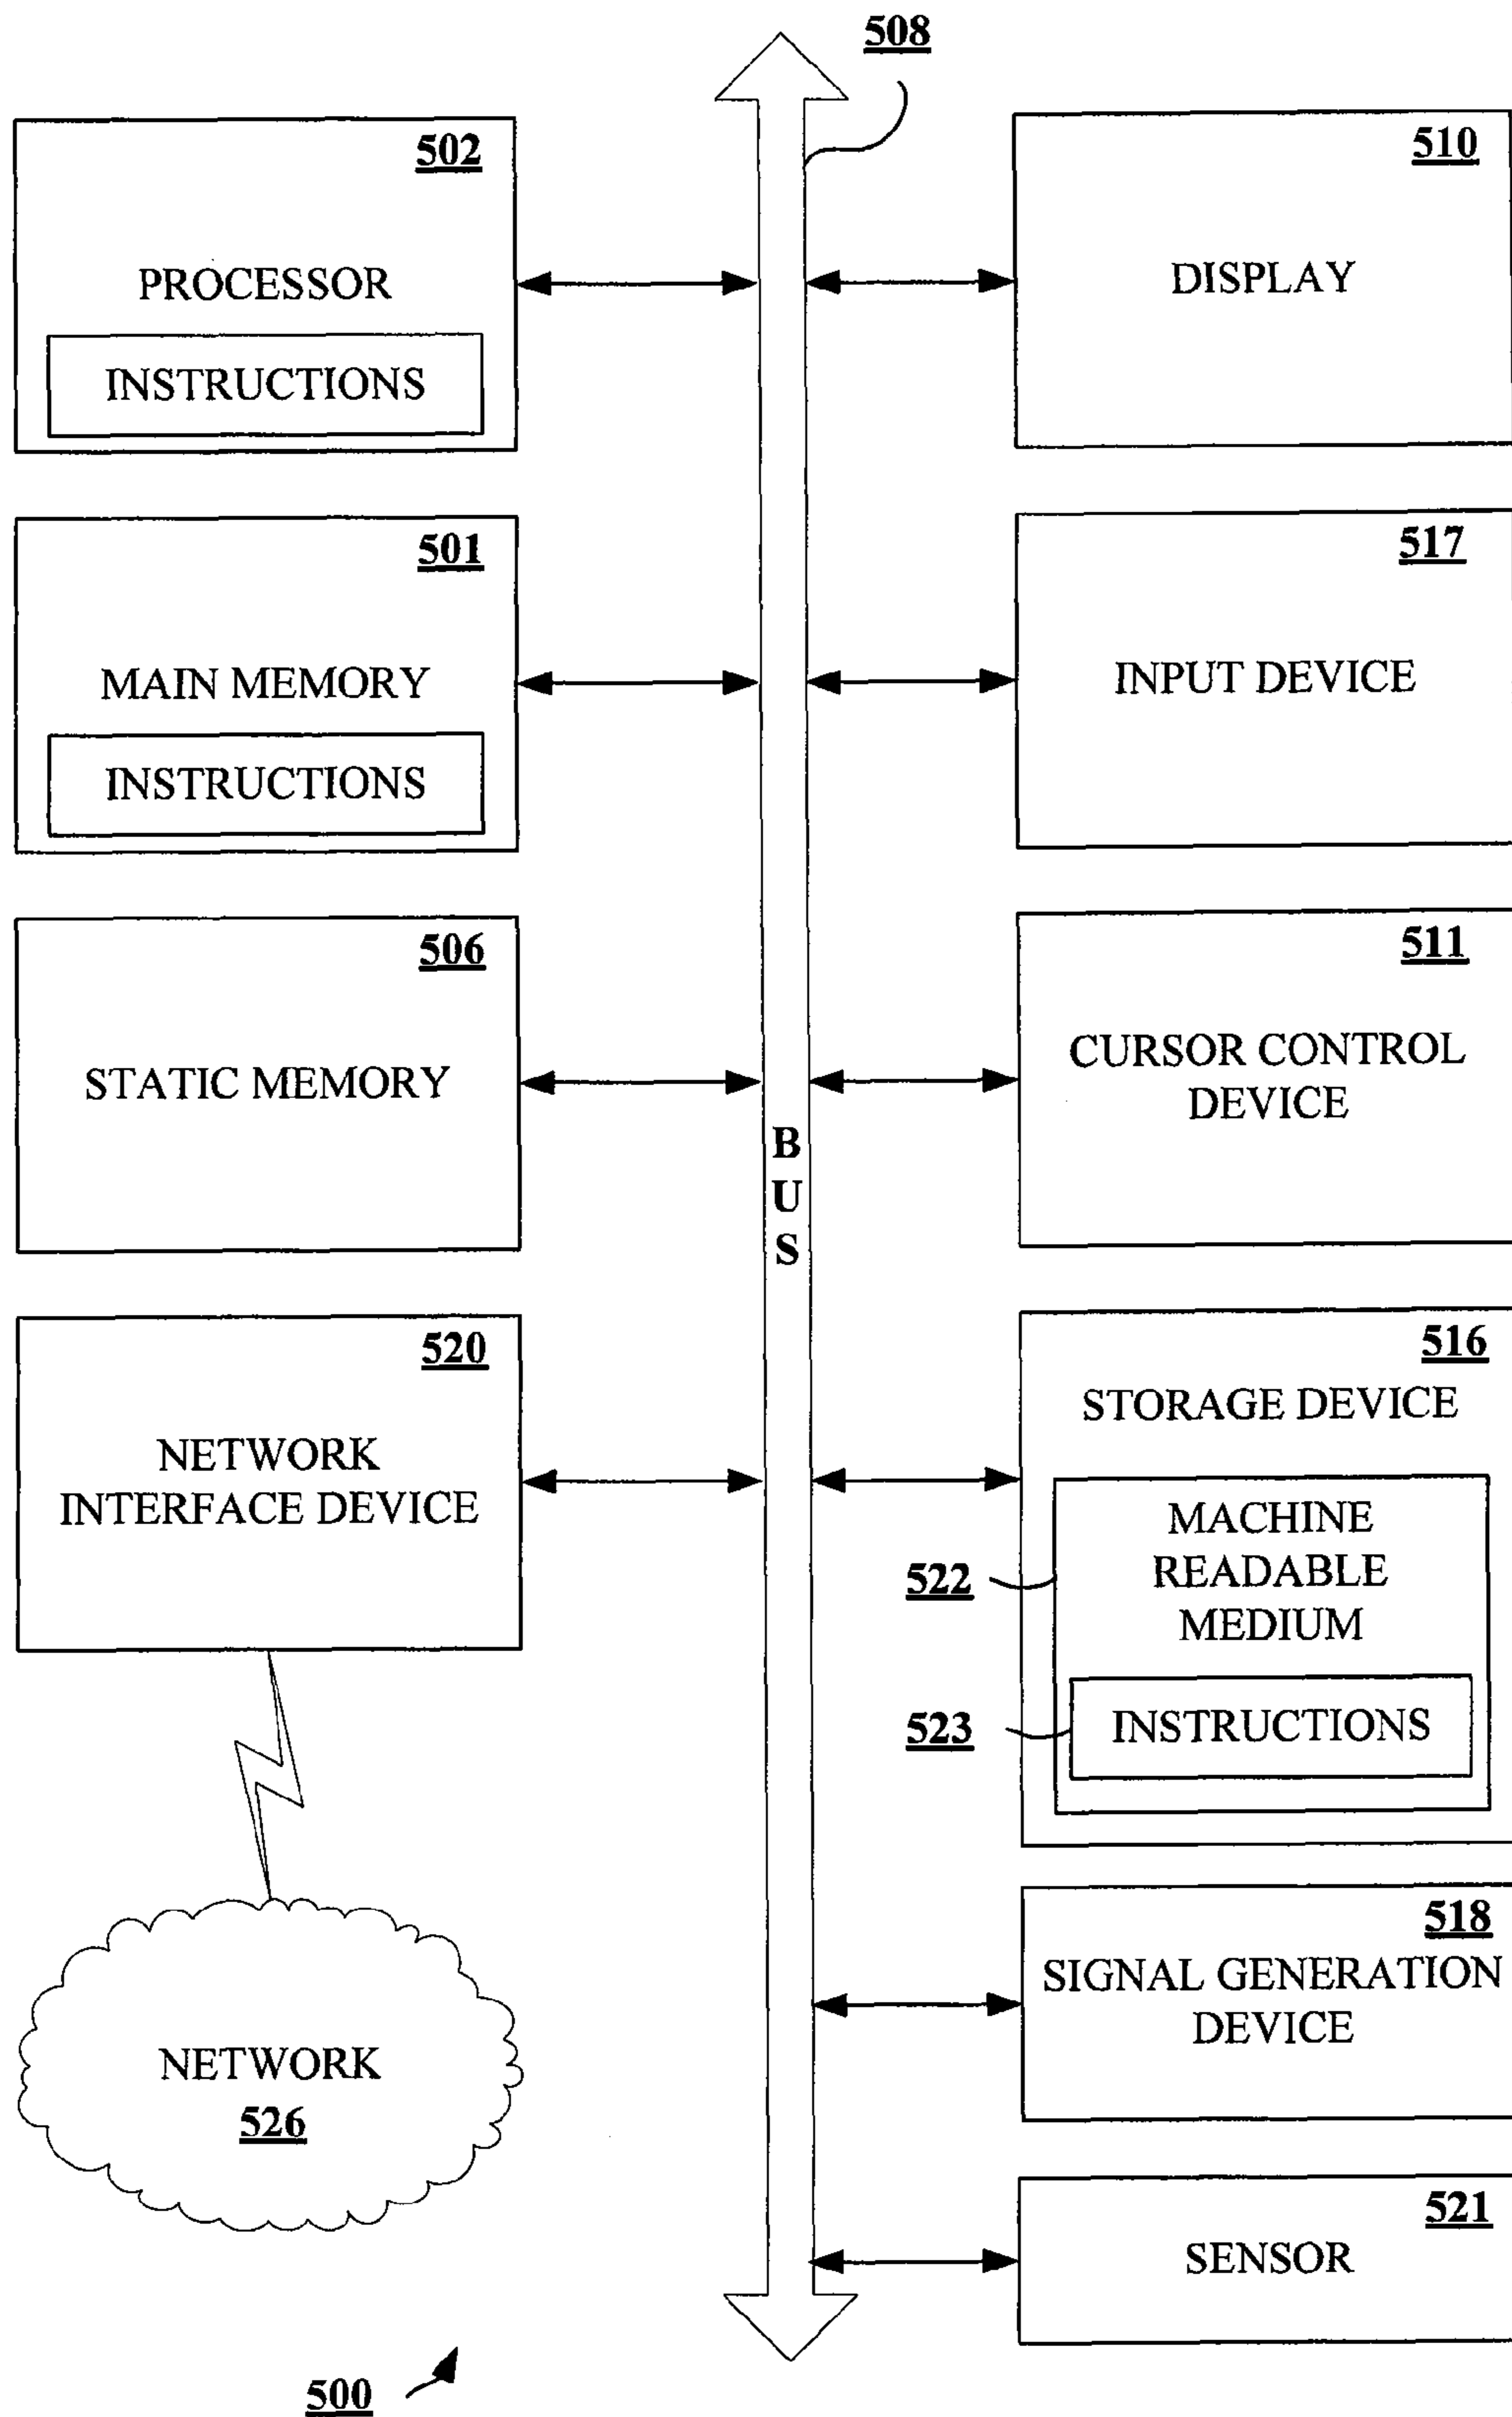 508
502
PROCESSOR
INSTRUCTIONS
510
DISPLAY
501
MAIN MEMORY
INSTRUCTIONS
517
INPUT DEVICE
506
STATIC MEMORY
511
CURSOR CONTROL
DEVICE
B
U
S
520
NETWORK
INTERFACE DEVICE
516
STORAGE DEVICE
MACHINE
READABLE
MEDIUM
522
INSTRUCTIONS
523
518
SIGNAL GENERATION
DEVICE
NETWORK
526
521
SENSOR
500